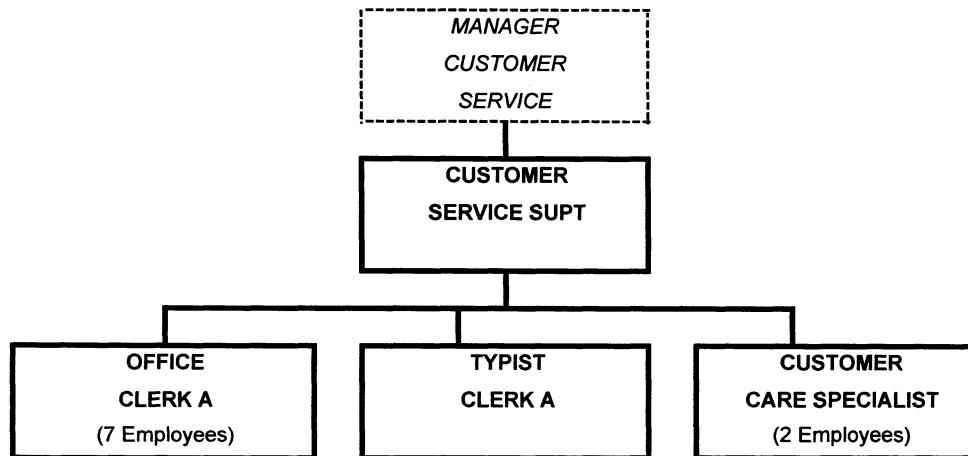 MANAGER
CUSTOMER
SERVICE
CUSTOMER
SERVICE SUPT
OFFICE
CLERK A
(7 Employees)
TYPIST
CLERK A
CUSTOMER
CARE SPECIALIST
(2 Employees)